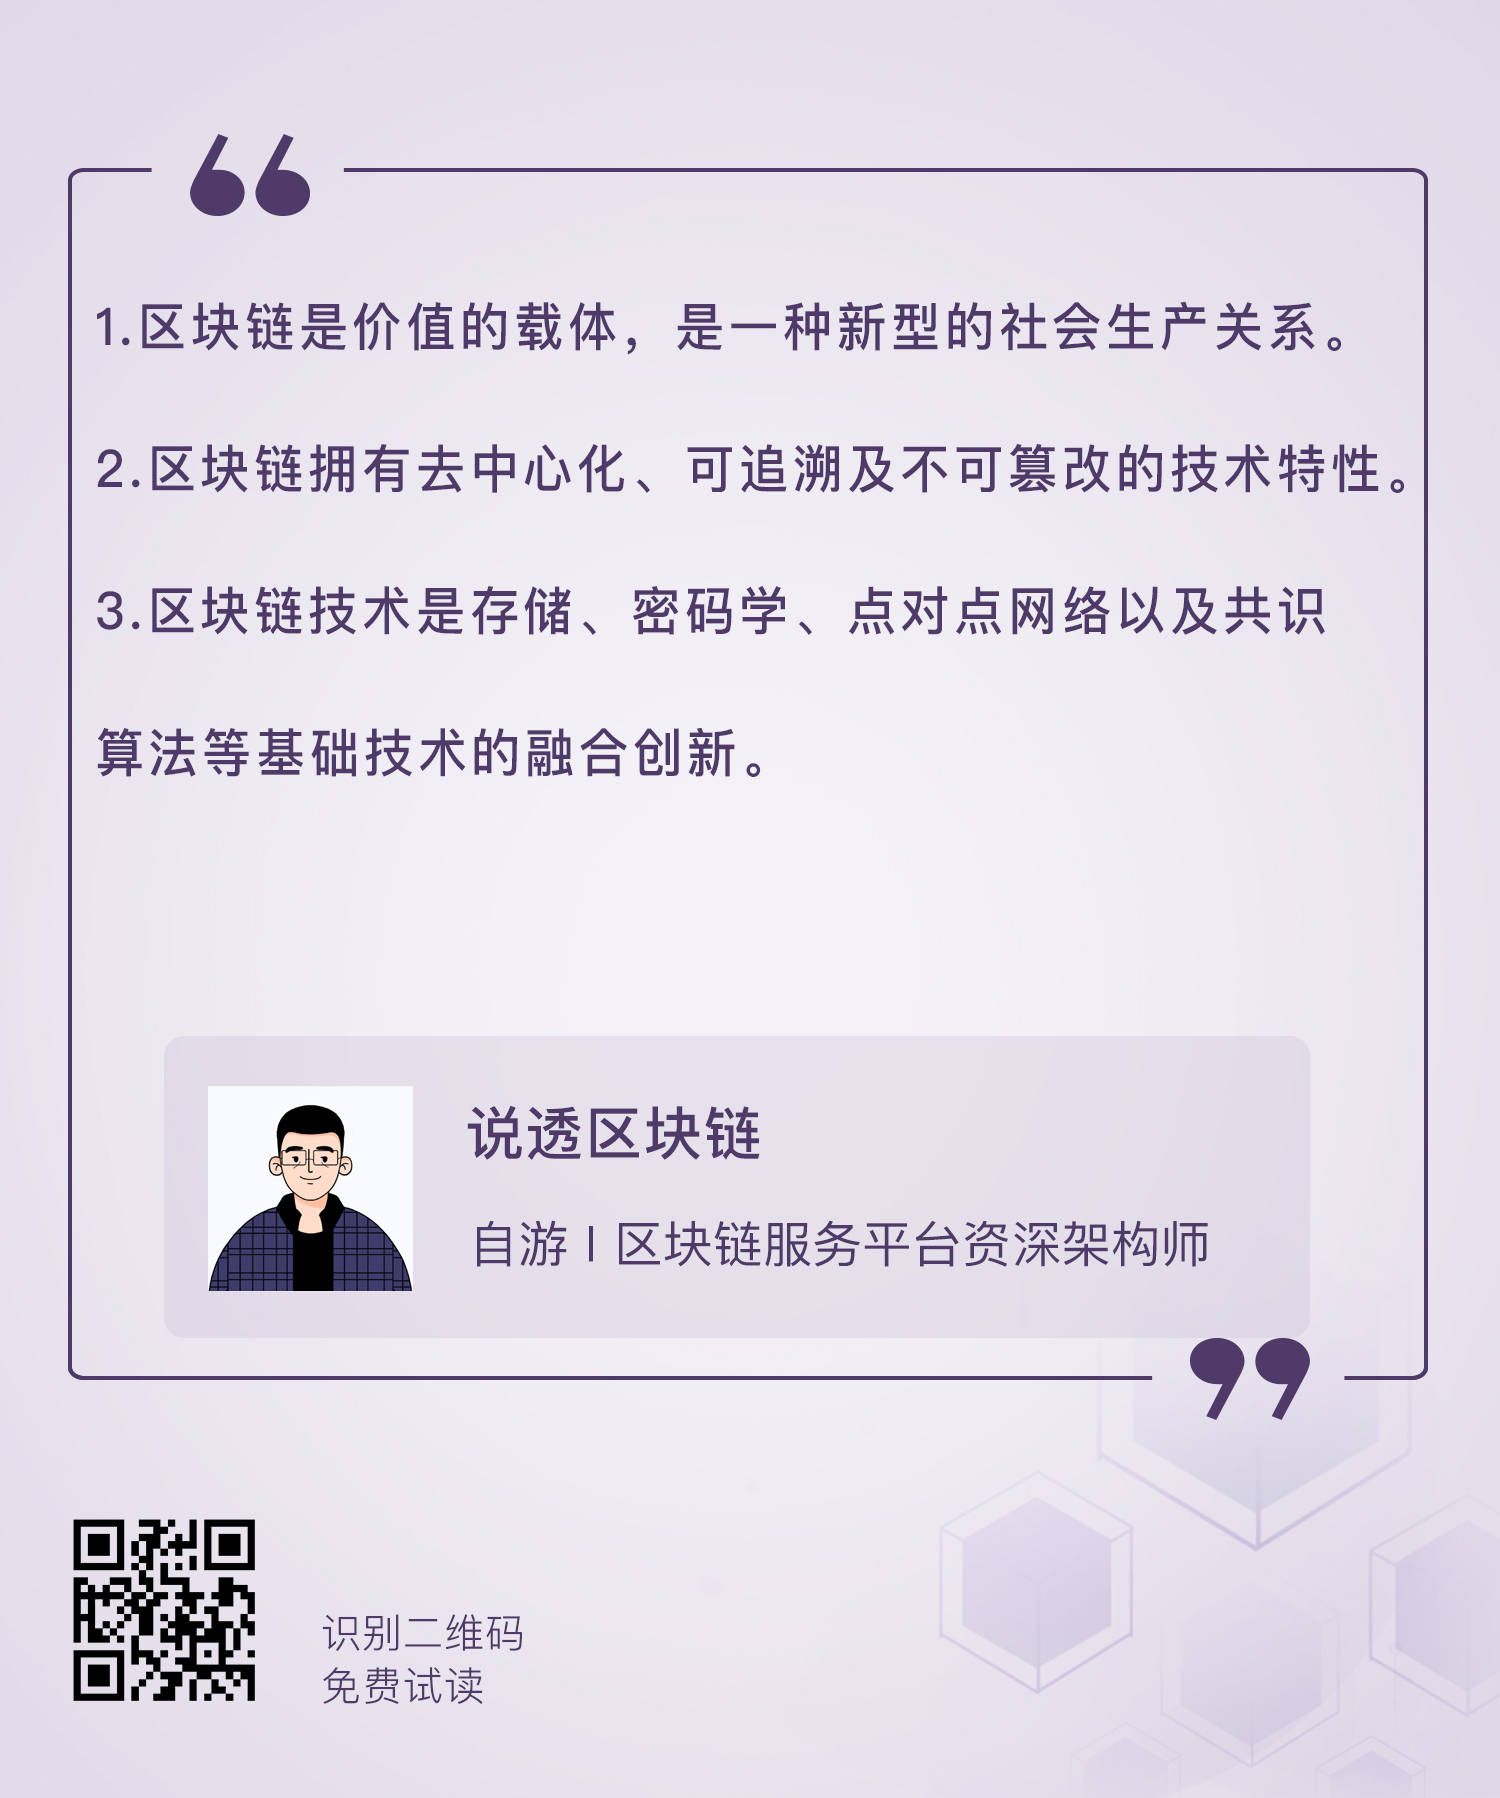 1.区块链是价值的载体，是一种新型的社会生产关系。
2.区块链拥有去中心化、可追溯及不可篡改的技术特性。
3.区块链技术是存储、密码学、点对点网络以及共识
算法等基础技术的融合创新。
说透区块链
自游 | 区块链服务平台资深架构师
识别二维码
免费试读